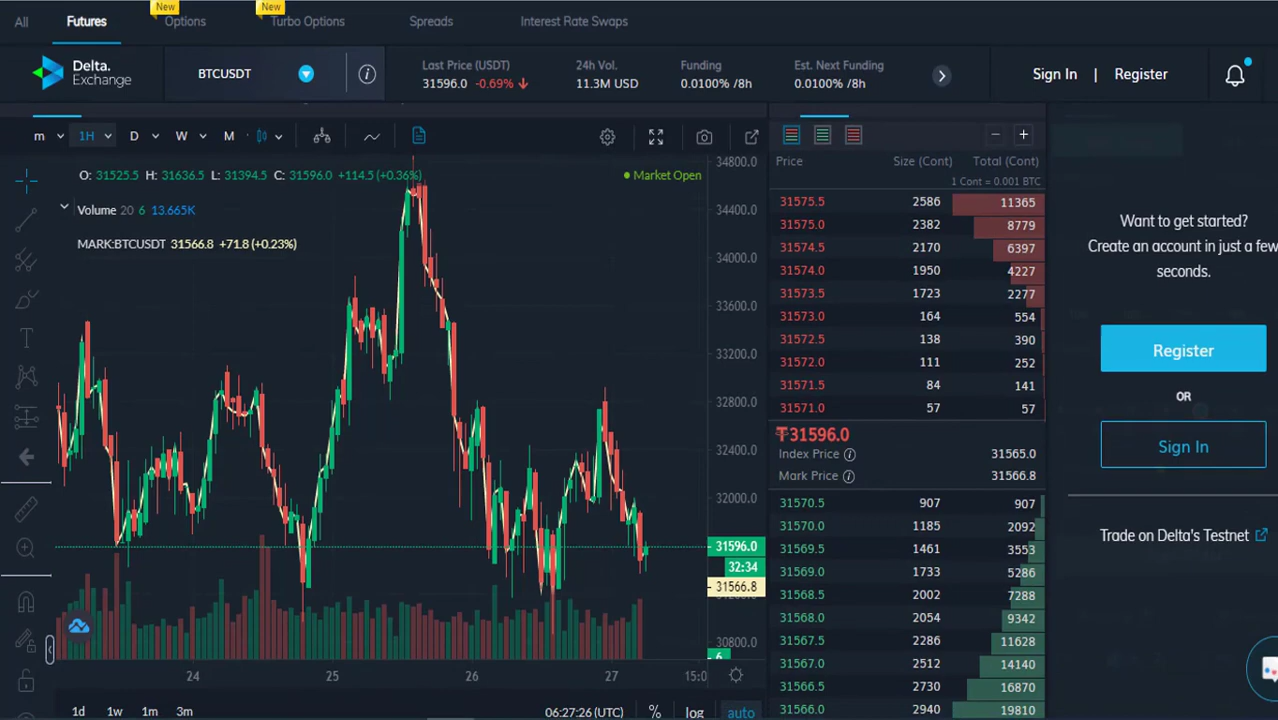 New New
All Futures Options Turbo Options Spreads Interest Rate Swaps
Delta. Exchange
BTCUSDT
Last Price (USDT)
31596.0 -0.69%
24h Vol.
11.3M USD
Funding
0.0100% /8h
Est. Next Funding
0.0100% /8h
Sign In | Register
m 1H D W M
O: 31525.5 H: 31636.5 L: 31394.5 C: 31596.0 +114.5 (+0.36%)
Market Open
Volume 20 6 13.665K
MARK:BTCUSDT 31566.8 +71.8 (+0.23%)
34800.0
34400.0
34000.0
33600.0
33200.0
32800.0
32400.0
32000.0
31596.0
32:34
31566.8
30800.0
6
24 25 26 27 15:0
1d 1w 1m 3m 06:27:26 (UTC) % log auto
Price Size (Cont) Total (Cont)
1 Cont = 0.001 BTC
31575.5 2586 11365
31575.0 2382 8779
31574.5 2170 6397
31574.0 1950 4227
31573.5 1723 2277
31573.0 164 554
31572.5 138 390
31572.0 111 252
31571.5 84 141
31571.0 57 57
₮31596.0
Index Price 31565.0
Mark Price 31566.8
31570.5 907 907
31570.0 1185 2092
31569.5 1461 3553
31569.0 1733 5286
31568.5 2002 7288
31568.0 2054 9342
31567.5 2286 11628
31567.0 2512 14140
31566.5 2730 16870
31566.0 2940 19810
Want to get started?
Create an account in just a few
seconds.
Register
OR
Sign In
Trade on Delta's Testnet